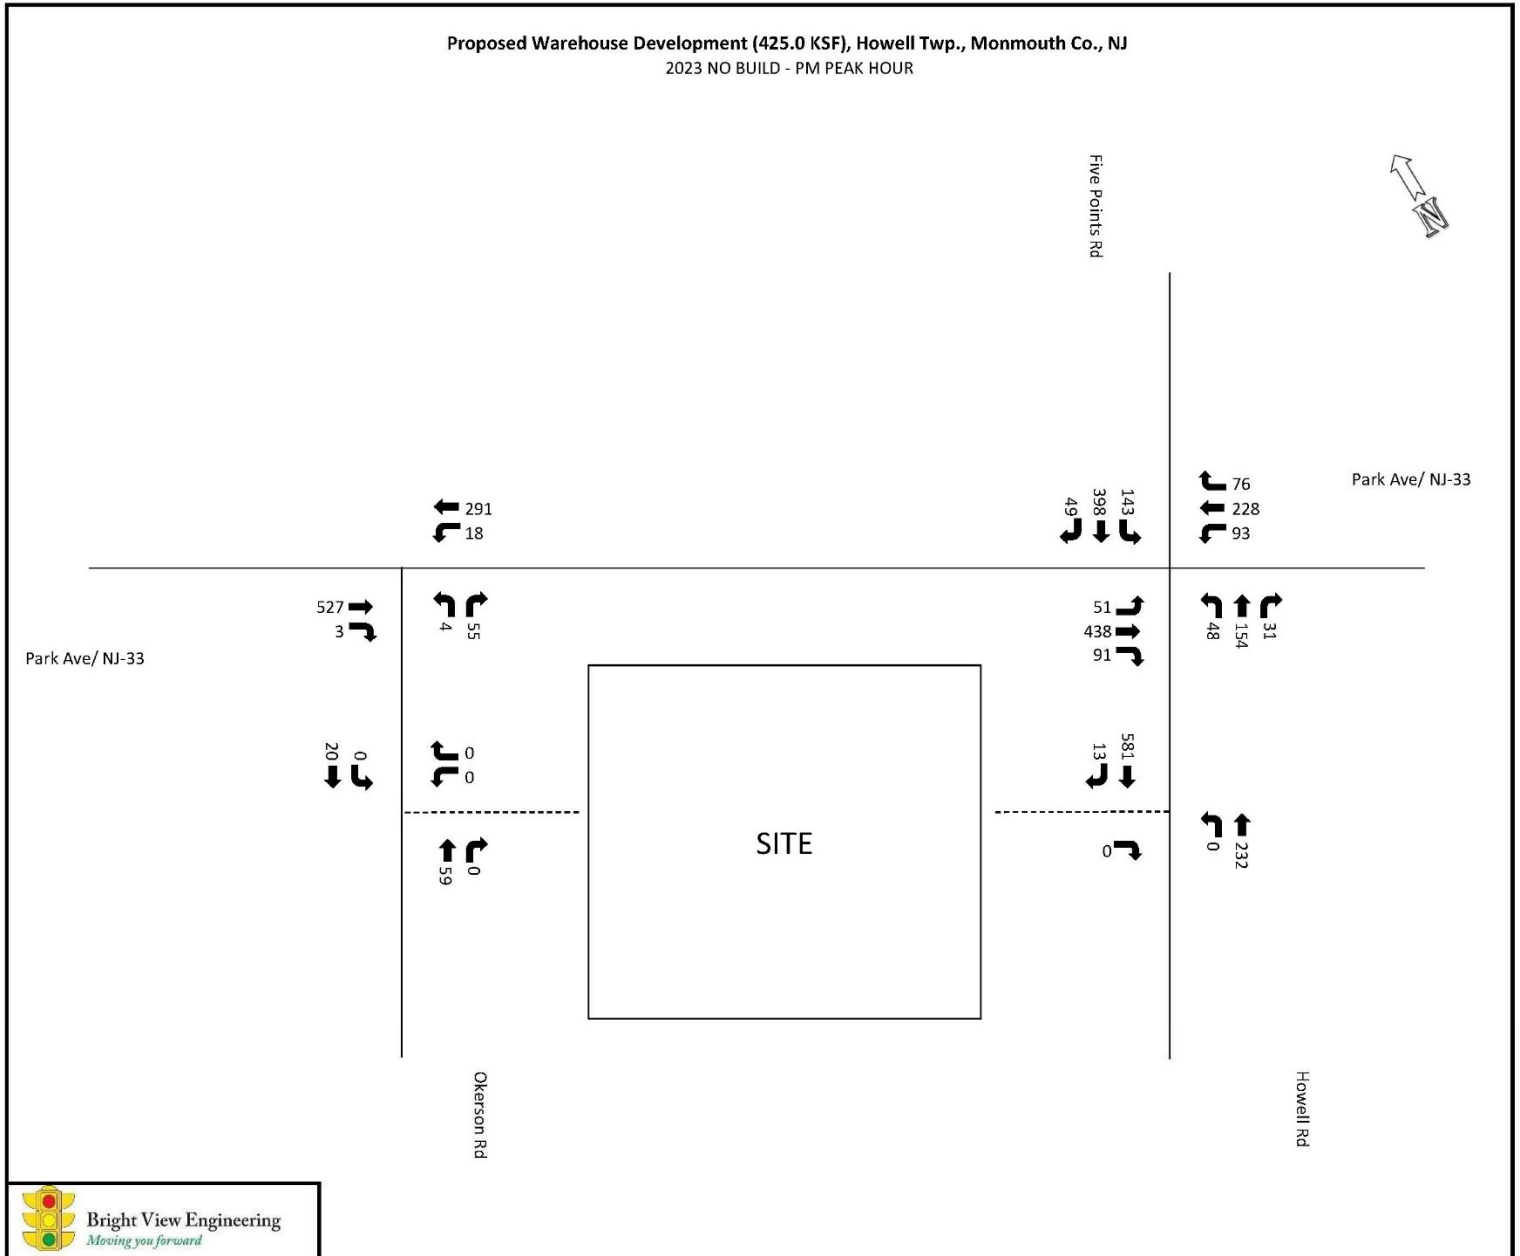 Proposed Warehouse Development (425.0 KSF), Howell Twp., Monmouth Co., NJ
2023 NO BUILD - PM PEAK HOUR
Five Points Rd
N
Park Ave/ NJ-33
291
18
49
398
143
76
228
93
527
3
4
55
51
438
91
48
154
31
Park Ave/ NJ-33
20
0
0
0
13
581
59
0
SITE
0
0
232
Okerson Rd
Howell Rd
Bright View Engineering
Moving you forward